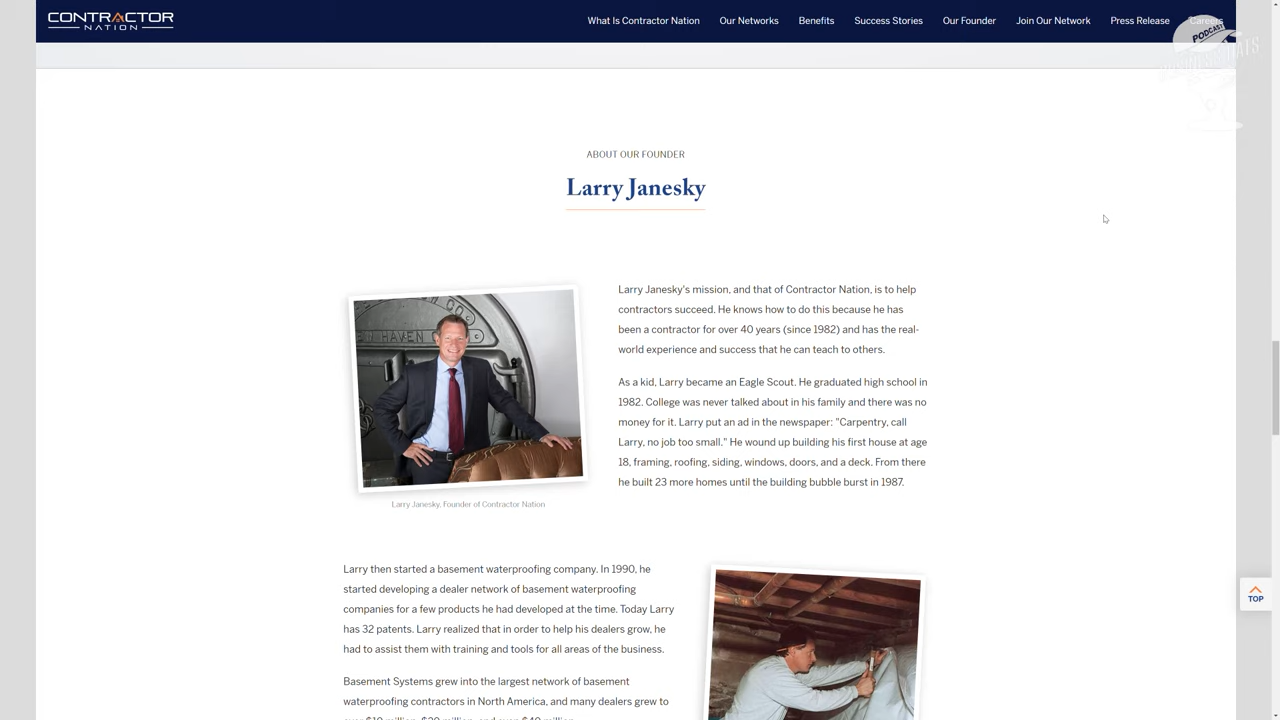 CONTRACTOR
NATION
What Is Contractor Nation
Our Networks
Benefits
Success Stories
Our Founder
Join Our Network
Press Release
Careers
PODCAST
ABOUT OUR FOUNDER
Larry Janesky
Larry Janesky's mission, and that of Contractor Nation, is to help
contractors succeed. He knows how to do this because he has
been a contractor for over 40 years (since 1982) and has the real-
world experience and success that he can teach to others.
As a kid, Larry became an Eagle Scout. He graduated high school in
1982. College was never talked about in his family and there was no
money for it. Larry put an ad in the newspaper: "Carpentry, call
Larry, no job too small." He wound up building his first house at age
18, framing, roofing, siding, windows, doors, and a deck. From there
he built 23 more homes until the building bubble burst in 1987.
Larry Janesky, Founder of Contractor Nation
Larry then started a basement waterproofing company. In 1990, he
started developing a dealer network of basement waterproofing
companies for a few products he had developed at the time. Today Larry
has 32 patents. Larry realized that in order to help his dealers grow, he
had to assist them with training and tools for all areas of the business.
Basement Systems grew into the largest network of basement
waterproofing contractors in North America, and many dealers grew to
over $10 million, $20 million, and even $40 million.
TOP